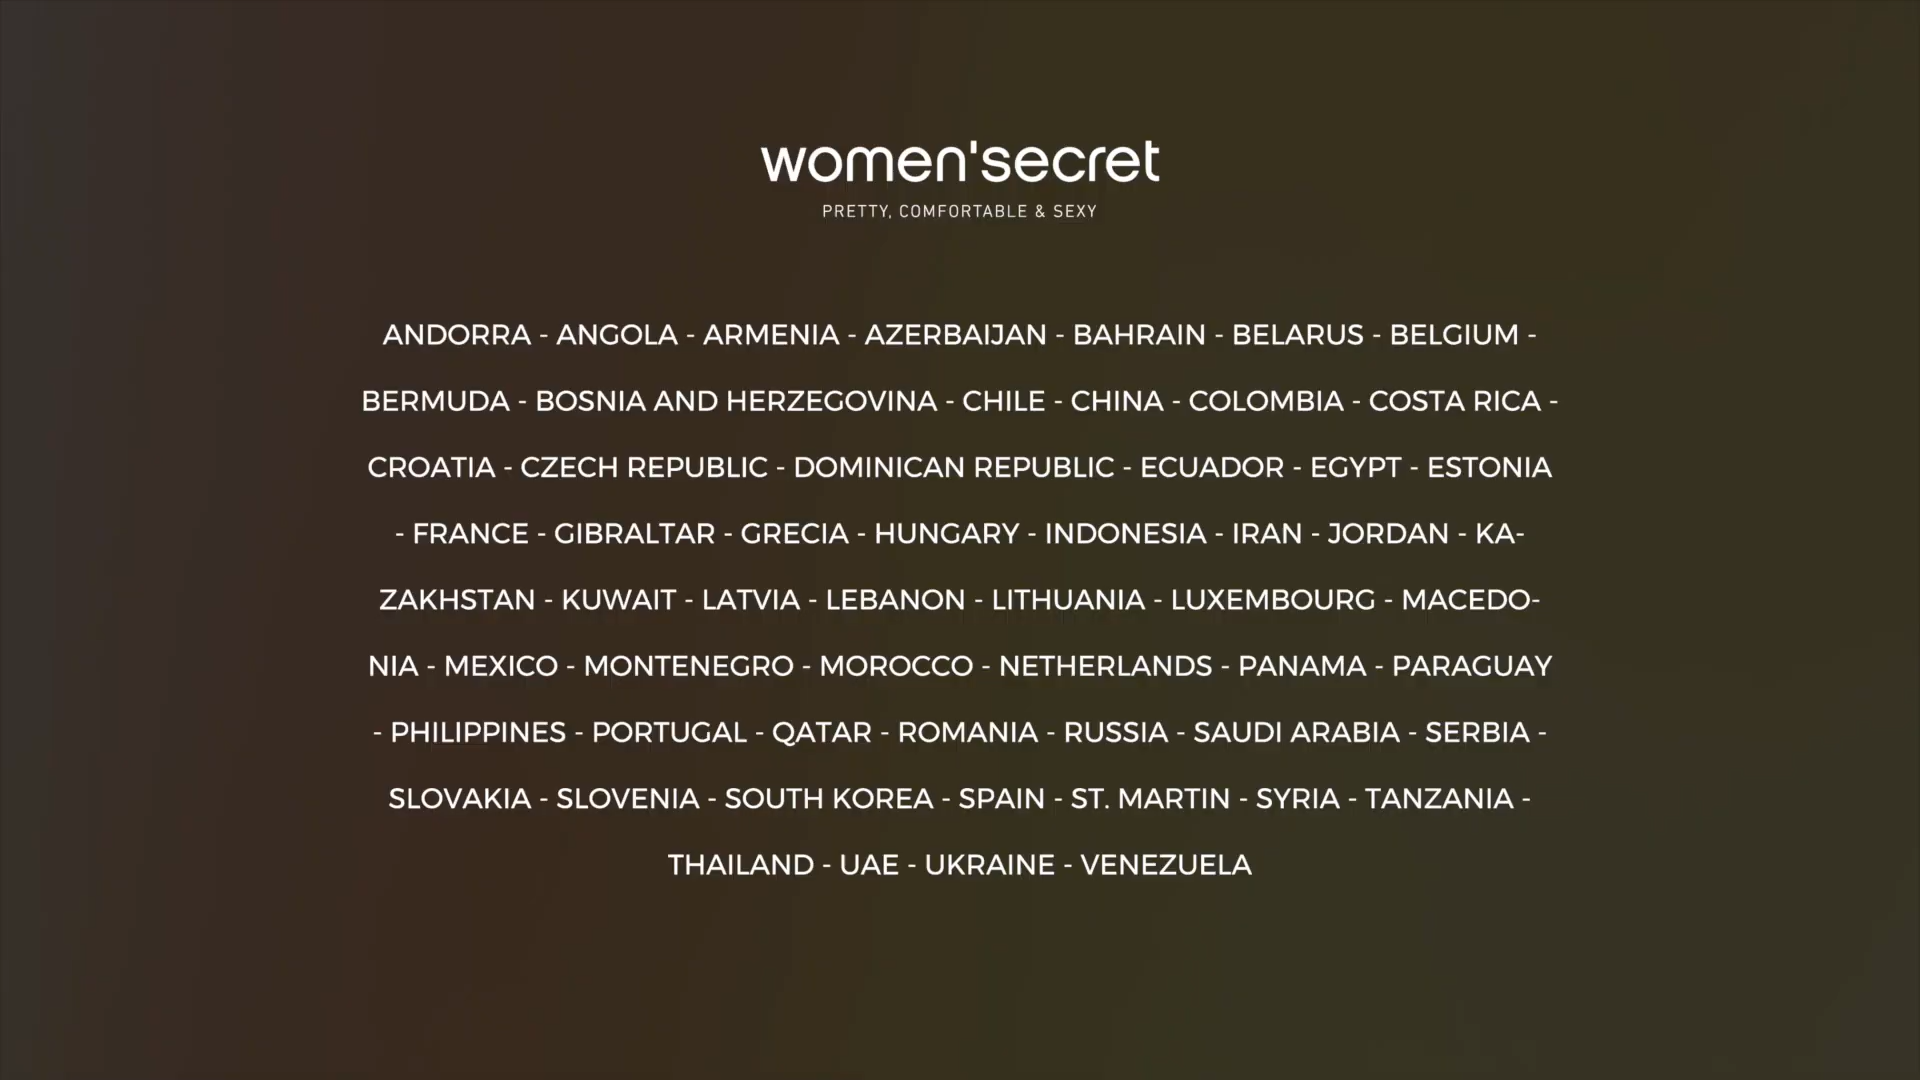 women'secret
PRETTY, COMFORTABLE & SEXY
ANDORRA - ANGOLA - ARMENIA - AZERBAIJAN - BAHRAIN - BELARUS - BELGIUM -
BERMUDA - BOSNIA AND HERZEGOVINA - CHILE - CHINA - COLOMBIA - COSTA RICA -
CROATIA - CZECH REPUBLIC - DOMINICAN REPUBLIC - ECUADOR - EGYPT - ESTONIA
- FRANCE - GIBRALTAR - GRECIA - HUNGARY - INDONESIA - IRAN - JORDAN - KA-
ZAKHSTAN - KUWAIT - LATVIA - LEBANON - LITHUANIA - LUXEMBOURG - MACEDO-
NIA - MEXICO - MONTENEGRO - MOROCCO - NETHERLANDS - PANAMA - PARAGUAY
- PHILIPPINES - PORTUGAL - QATAR - ROMANIA - RUSSIA - SAUDI ARABIA - SERBIA -
SLOVAKIA - SLOVENIA - SOUTH KOREA - SPAIN - ST. MARTIN - SYRIA - TANZANIA -
THAILAND - UAE - UKRAINE - VENEZUELA